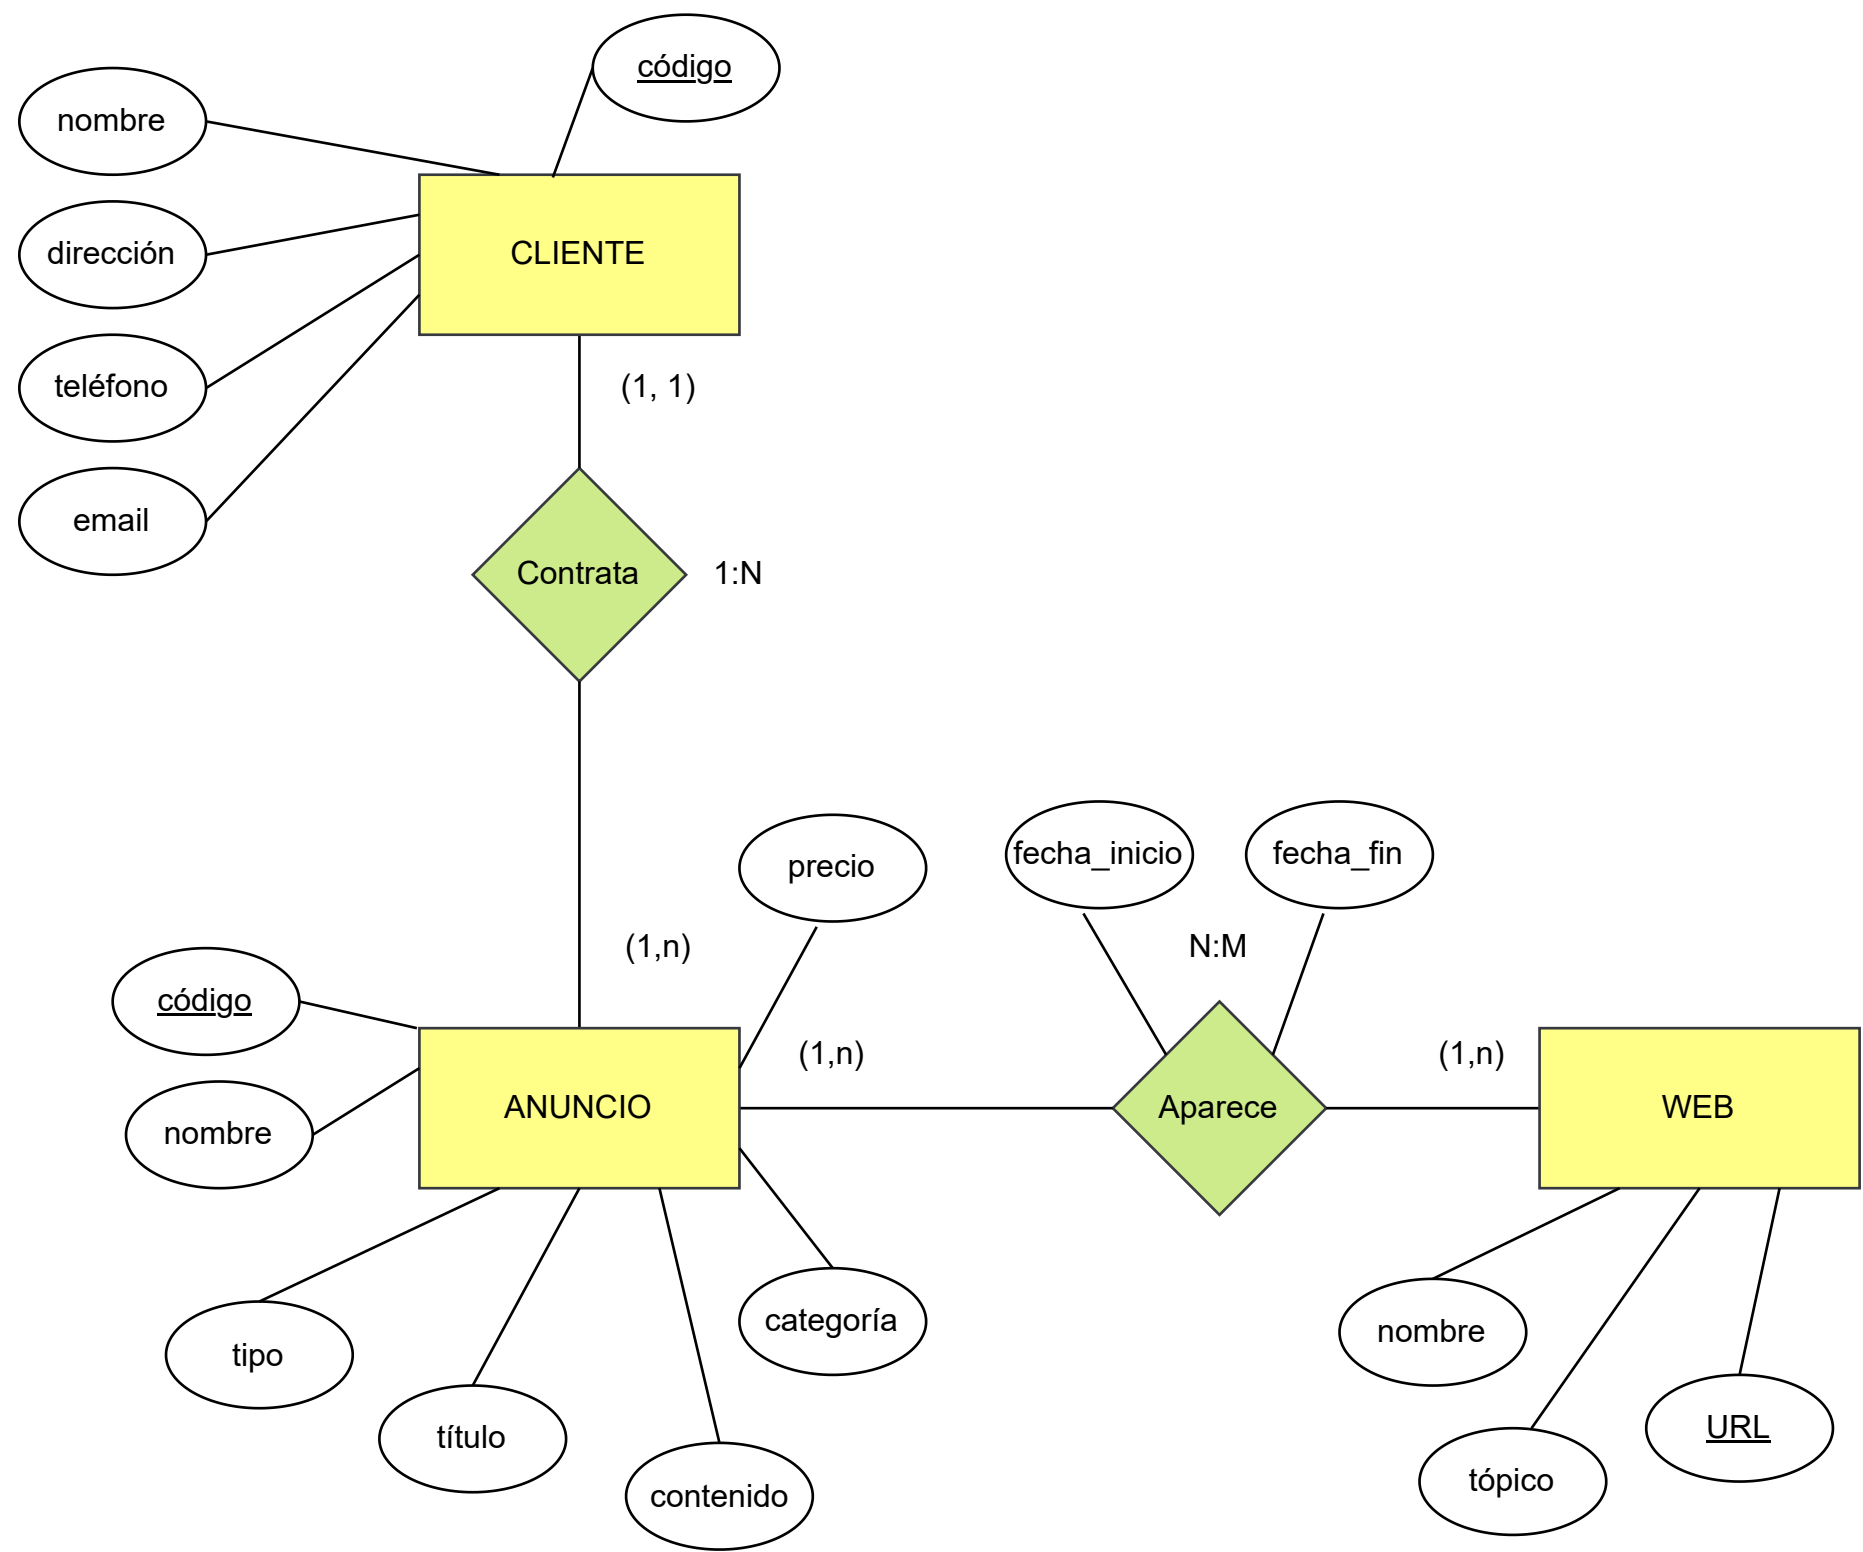 código
nombre
dirección
CLIENTE
teléfono
(1, 1)
email
Contrata
1:N
precio
fecha_inicio
fecha_fin
(1,n)
N:M
código
(1,n)
(1,n)
ANUNCIO
Aparece
WEB
nombre
categoría
nombre
tipo
título
URL
tópico
contenido